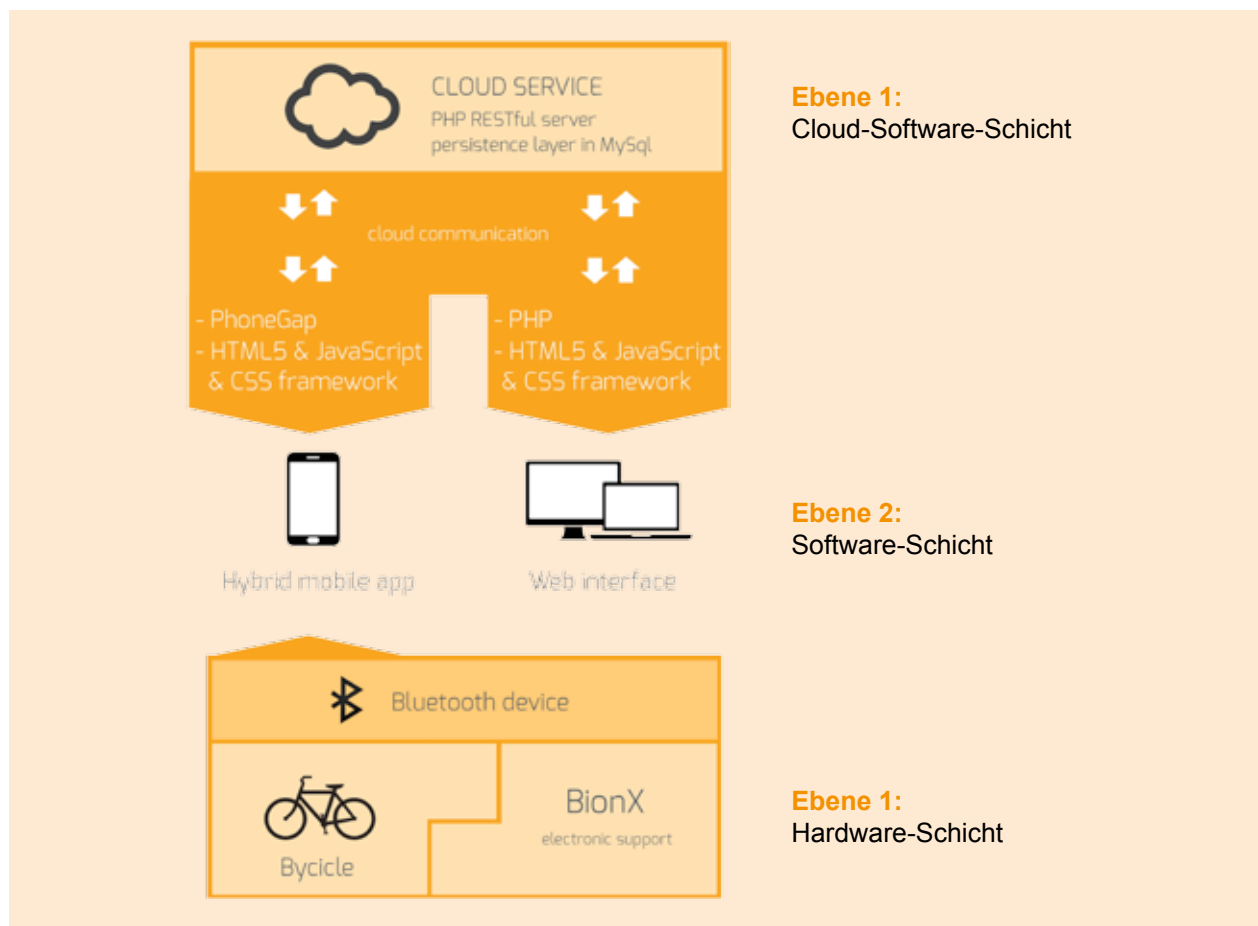 CLOUD SERVICE
PHP RESTful server
persistence layer in MySql
Ebene 1:
Cloud-Software-Schicht
cloud communication
- PhoneGap
- HTML5 & JavaScript
& CSS framework
- PHP
- HTML5 & JavaScript
& CSS framework
Ebene 2:
Software-Schicht
Hybrid mobile app
Web interface
Bluetooth device
Bycicle
BionX
electronic support
Ebene 1:
Hardware-Schicht